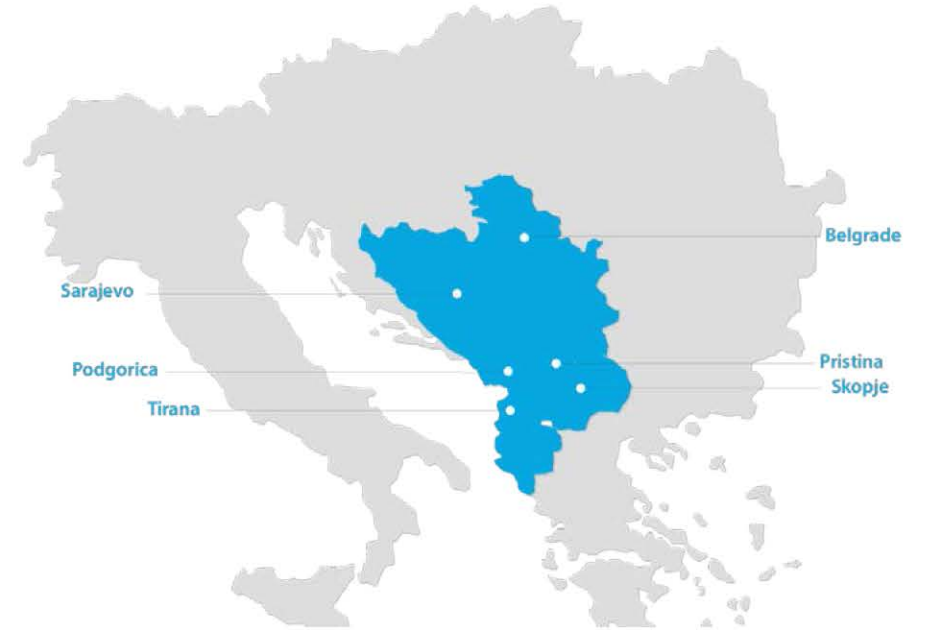 Belgrade
Sarajevo
Pristina
Podgorica
Skopje
Tirana